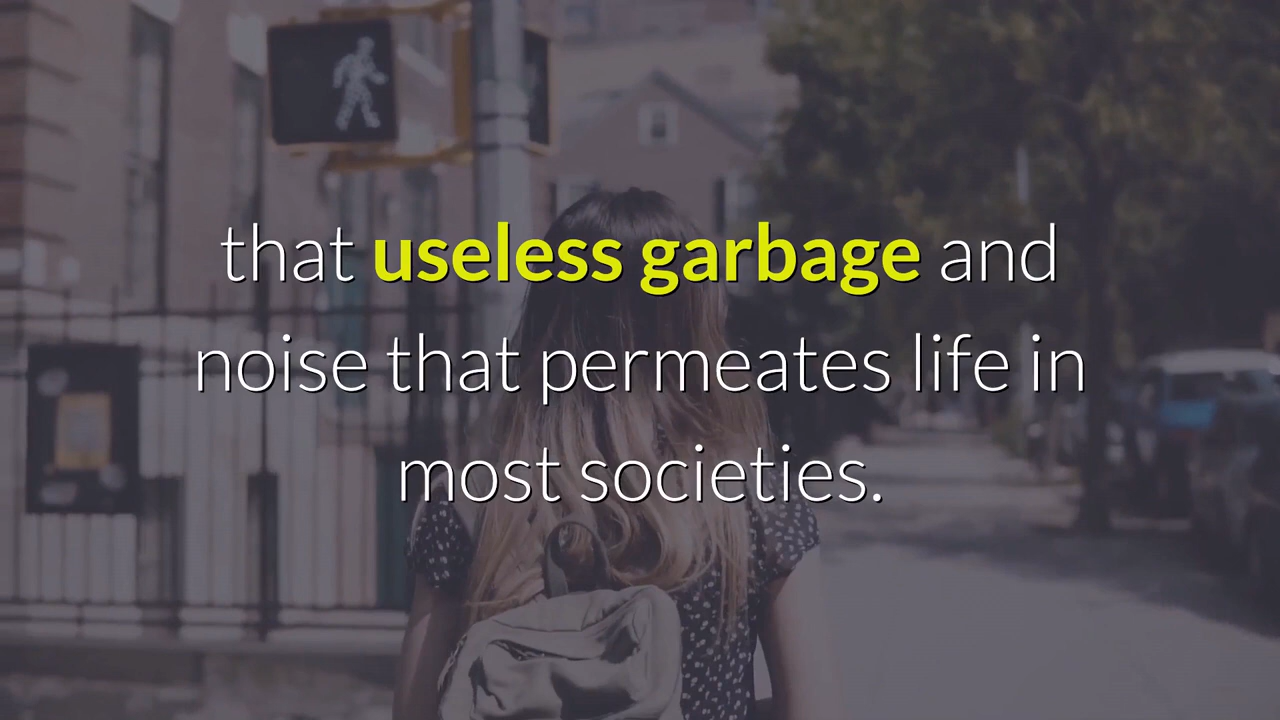 that useless garbage and
noise that permeates life in
most societies.